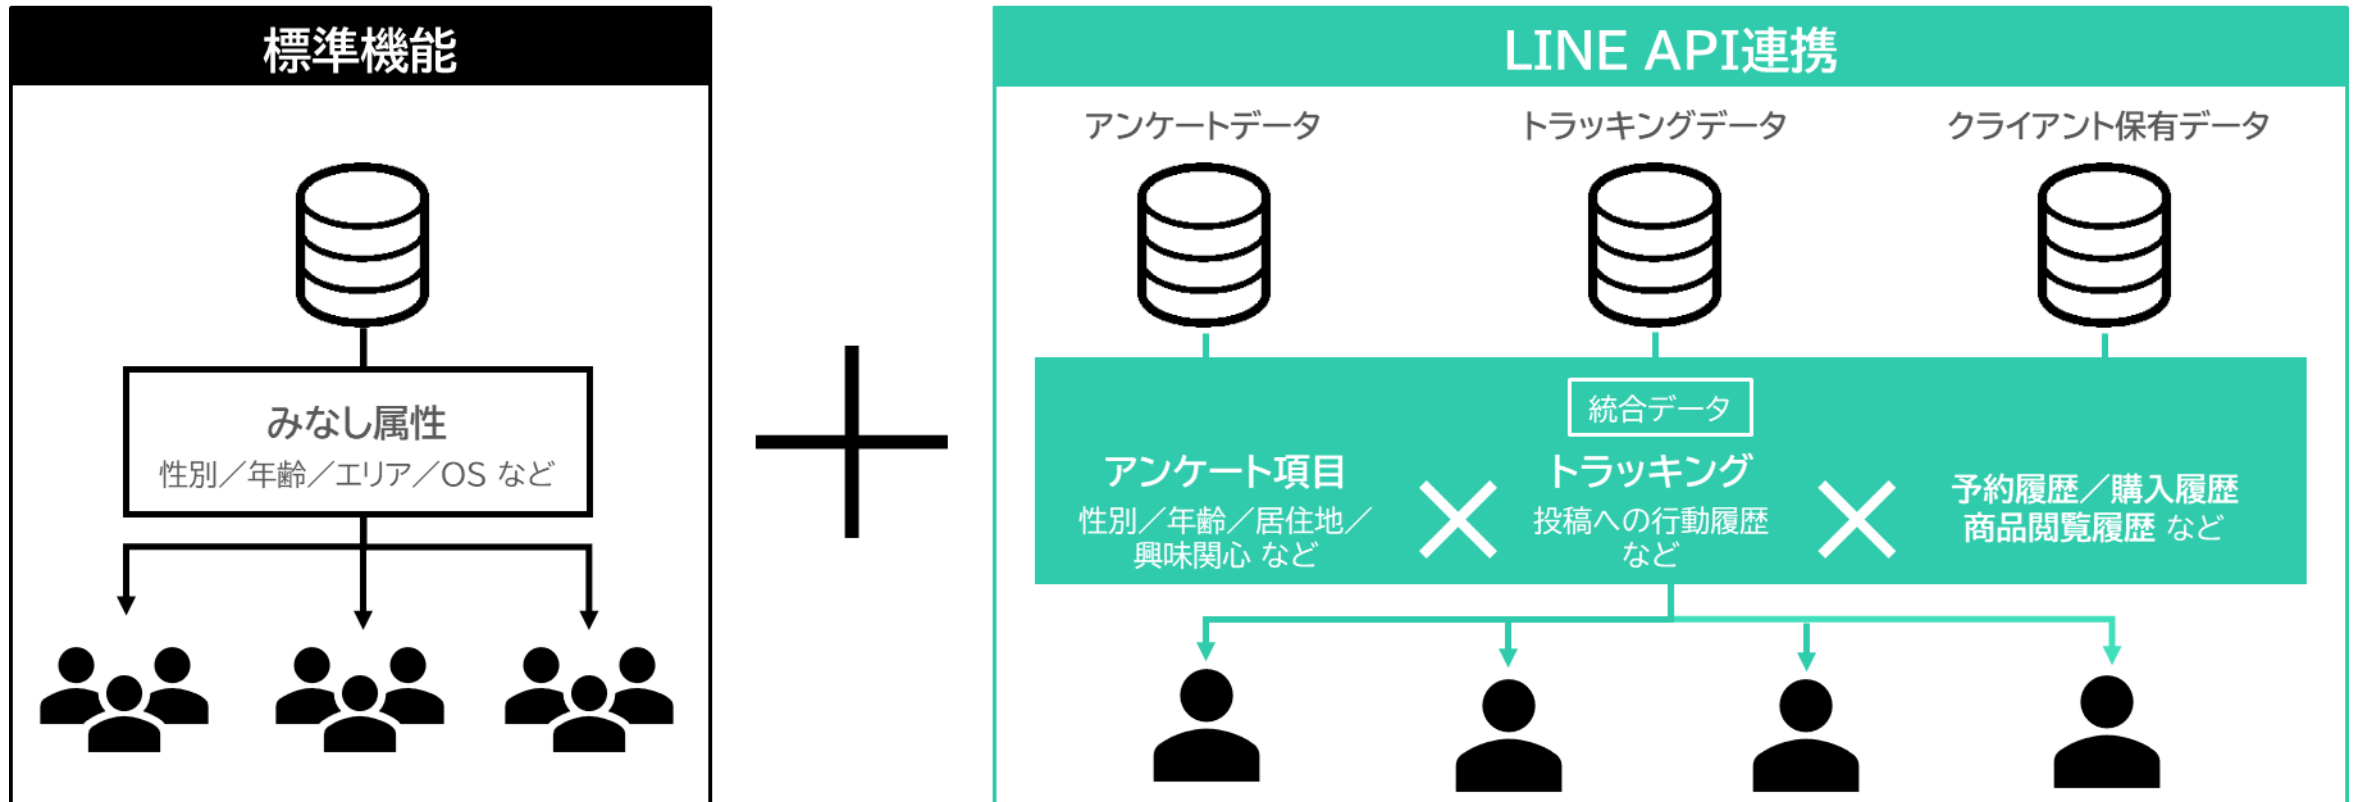 標準機能
みなし属性
性別／年齢／エリア／OS など
LINE API連携
アンケートデータ
トラッキングデータ
クライアント保有データ
統合データ
アンケート項目
性別／年齢／居住地／
興味関心 など
トラッキング
投稿への行動履歴
など
予約履歴／購入履歴
商品閲覧履歴 など